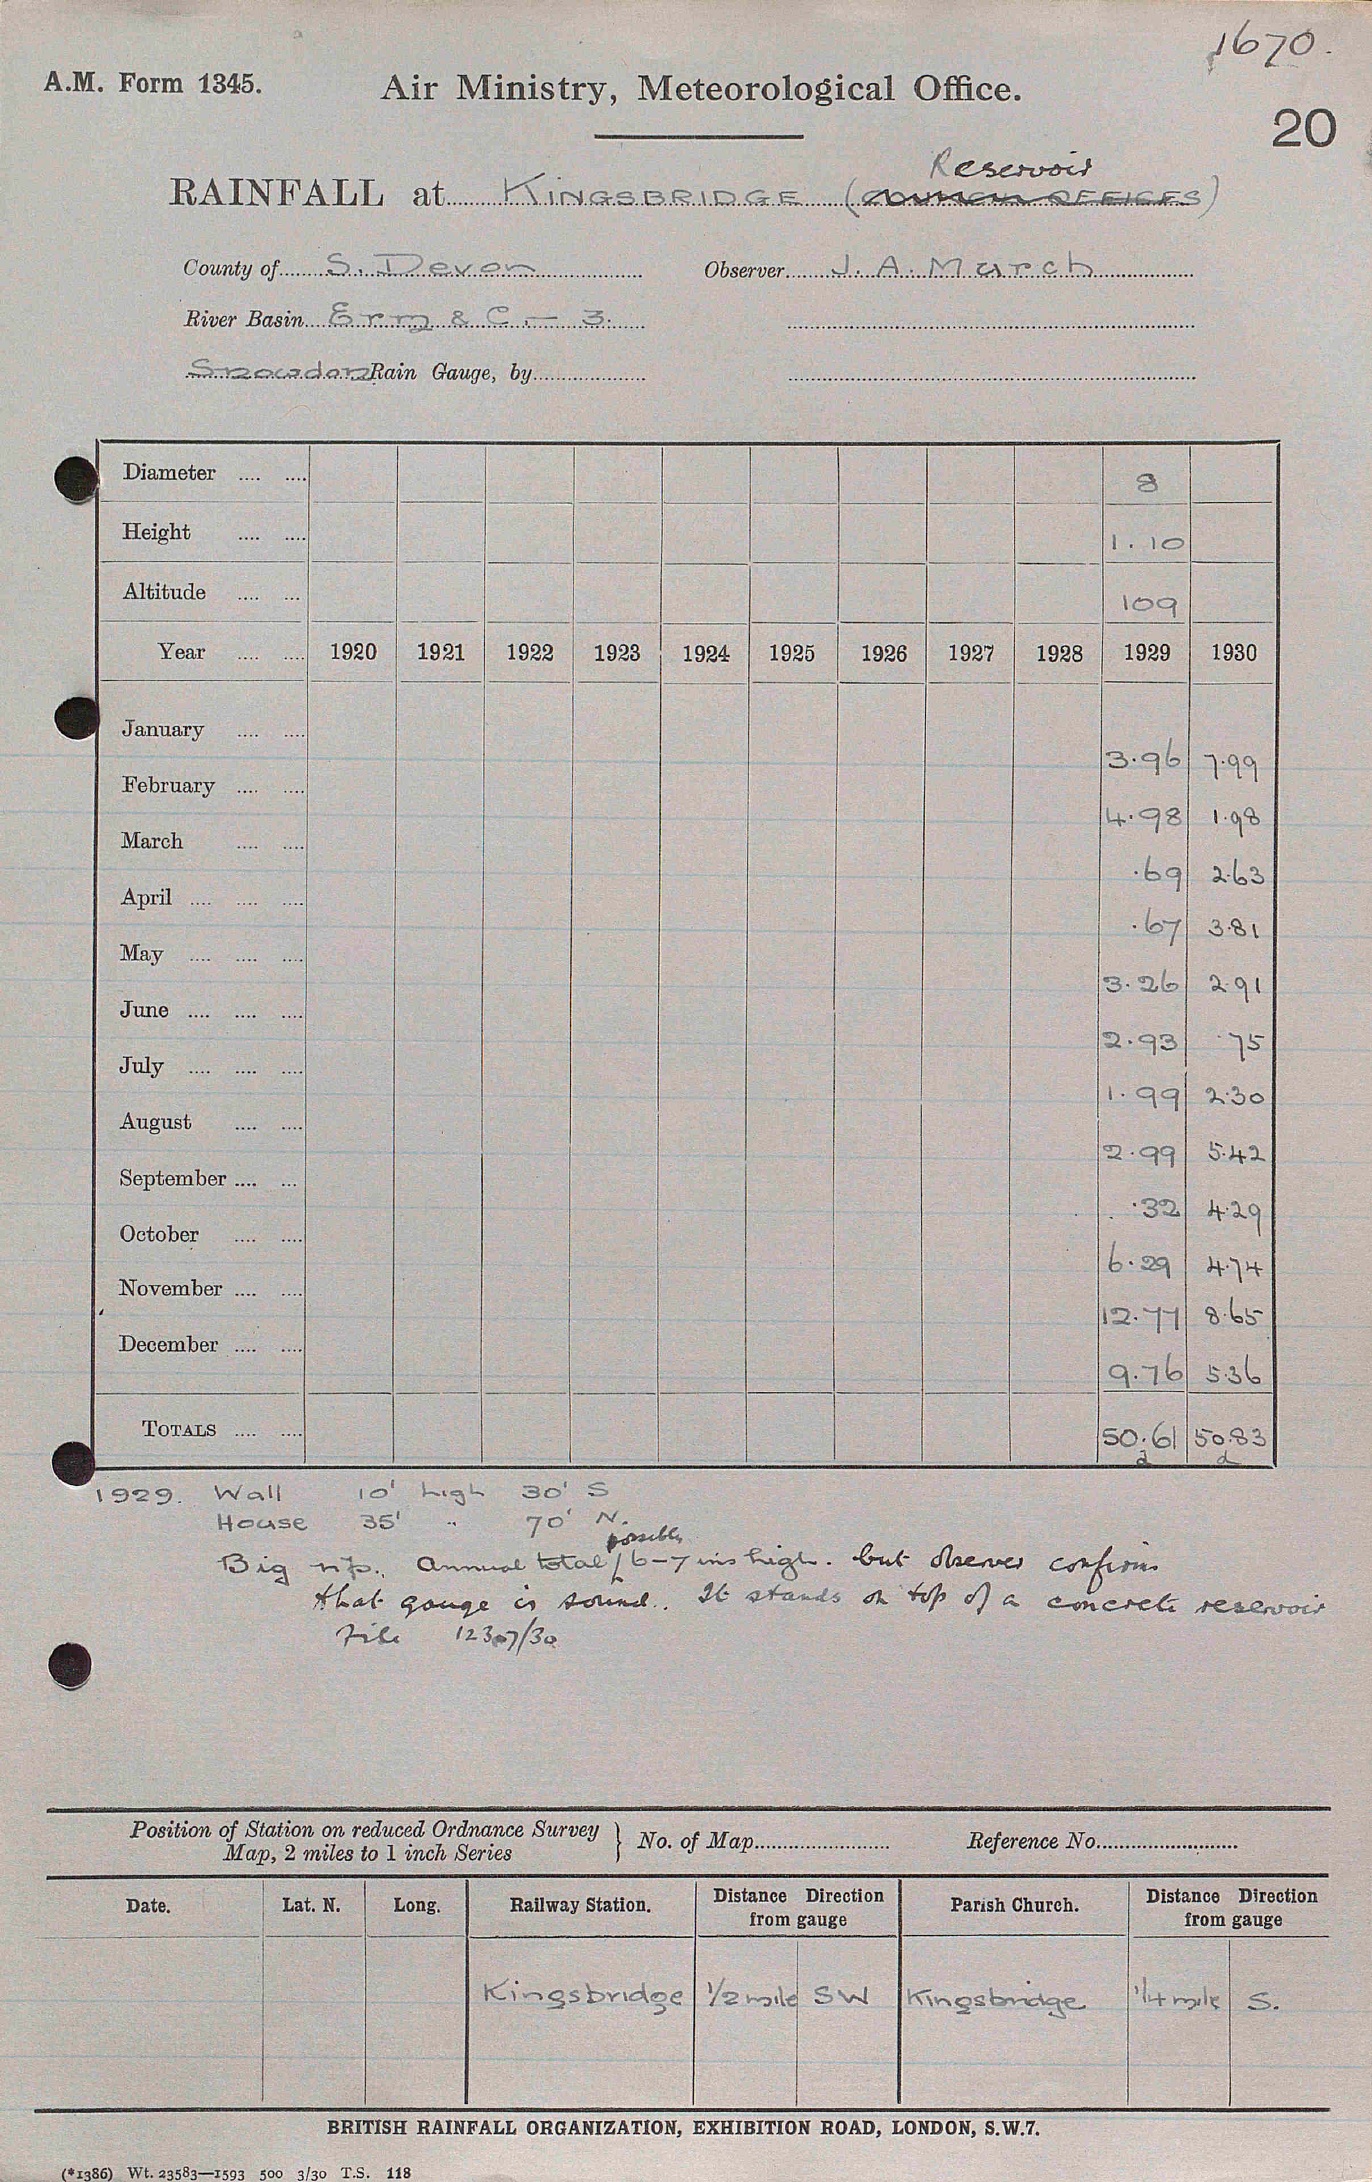 1670.
A.M. Form 1345.
Air Ministry, Meteorological Office.
20
Reservoir
RAINFALL at KINGSBRIDGE (COUNCIL OFFICES)
County of S. Devon Observer J. A. March
River Basin Erm & C. — 3.
Snowdon Rain Gauge, by
Diameter 8
Height 1.10
Altitude 109
Year 1920 1921 1922 1923 1924 1925 1926 1927 1928 1929 1930
January 3.96 7.99
February 4.98 1.98
March .69 2.63
April .67 3.81
May 3.26 2.91
June 2.93 .75
July 1.99 2.30
August 2.99 5.42
September .32 4.29
October 6.29 4.74
November 12.77 8.65
December 9.76 5.36
TOTALS 50.61 50.83
1929. Wall 10' high 30' S
House 35' " 70' N.
possibly
Big Annual total 6-7 ins high. but observer confirms
that gauge is sound. It stands on top of a concrete reservoir
File 12307/30
Position of Station on reduced Ordnance Survey
Map, 2 miles to 1 inch Series } No. of Map Reference No.
Date. Lat. N. Long. Railway Station. Distance Direction from gauge Parish Church. Distance Direction from gauge
Kingsbridge 1/2 mile SW Kingsbridge 1/4 mile S.
BRITISH RAINFALL ORGANIZATION, EXHIBITION ROAD, LONDON, S.W.7.
(*1386) Wt. 23583—1593 500 3/30 T.S. 118